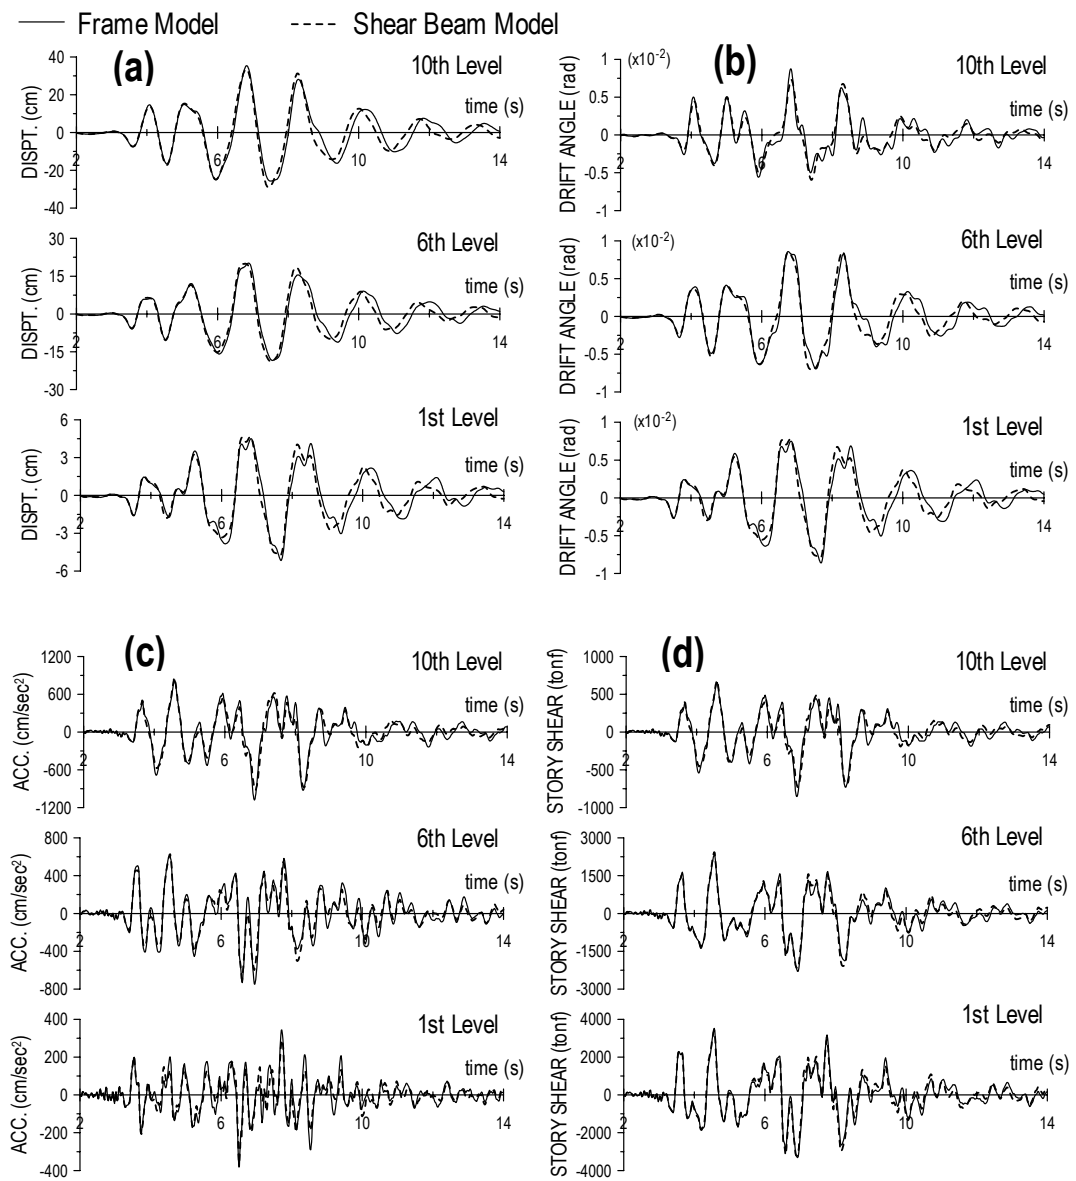 Frame Model
Shear Beam Model
(a)
10th Level
time (s)
DISPT. (cm)
40
20
0
-20
-40
2
6
10
14
6th Level
time (s)
DISPT. (cm)
30
15
0
-15
-30
2
6
10
14
1st Level
time (s)
DISPT. (cm)
6
3
0
-3
-6
2
6
10
14
(b)
(x10-2)
10th Level
time (s)
DRIFT ANGLE (rad)
1
0.5
0
-0.5
-1
2
6
10
14
(x10-2)
6th Level
time (s)
DRIFT ANGLE (rad)
1
0.5
0
-0.5
-1
2
6
10
14
(x10-2)
1st Level
time (s)
DRIFT ANGLE (rad)
1
0.5
0
-0.5
-1
2
6
10
14
(c)
10th Level
time (s)
ACC. (cm/sec²)
1200
600
0
-600
-1200
2
6
10
14
6th Level
time (s)
ACC. (cm/sec²)
800
400
0
-400
-800
2
6
10
14
1st Level
time (s)
ACC. (cm/sec²)
400
200
0
-200
-400
2
6
10
14
(d)
10th Level
time (s)
STORY SHEAR (tonf)
1000
500
0
-500
-1000
2
6
10
14
6th Level
time (s)
STORY SHEAR (tonf)
3000
1500
0
-1500
-3000
2
6
10
14
1st Level
time (s)
STORY SHEAR (tonf)
4000
2000
0
-2000
-4000
2
6
10
14